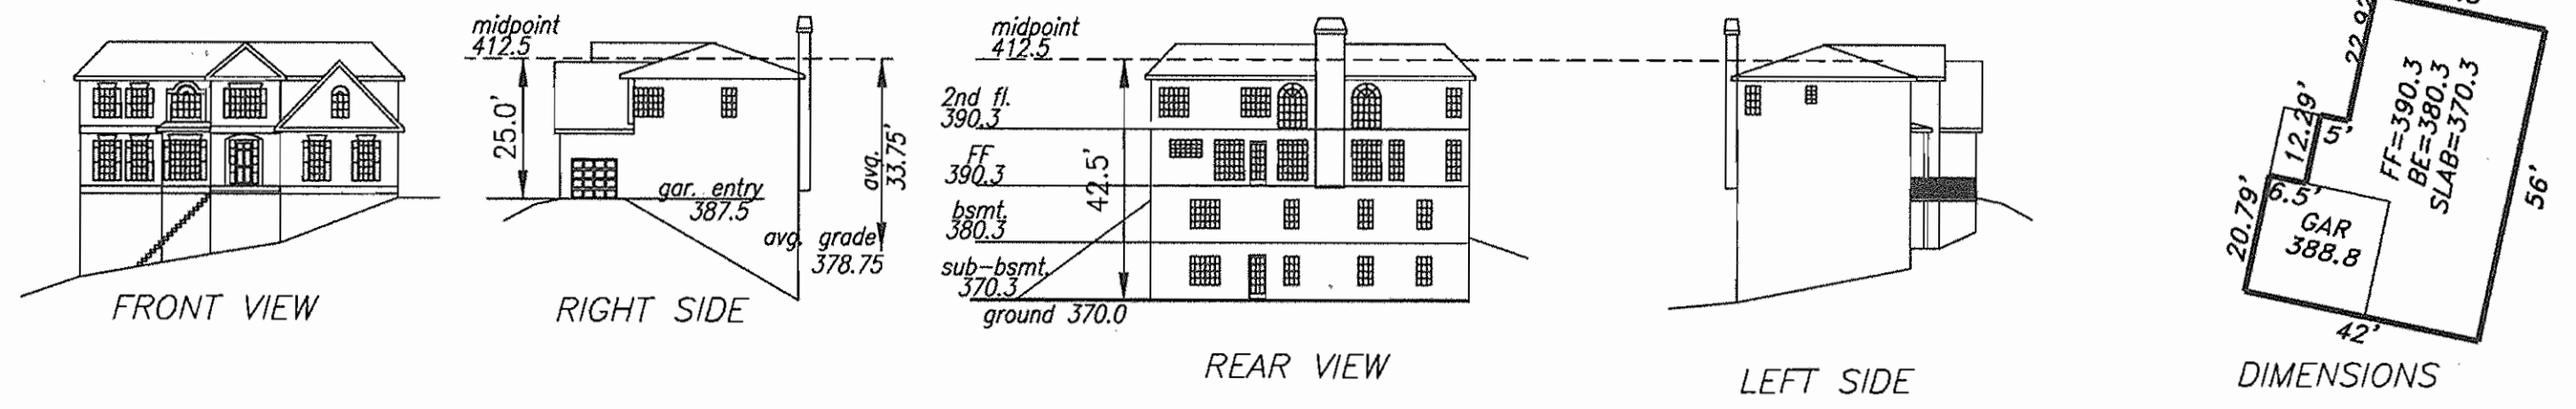 midpoint
412.5
25.0'
gar. entry
387.5
avg.
33.75'
avg. grade
378.75
midpoint
412.5
2nd fl.
390.3
FF
390.3
bsmt.
380.3
sub-bsmt.
370.3
42.5'
ground 370.0
22.92
12.29'
5'
6.5'
20.79'
GAR
388.8
FF=390.3
BE=380.3
SLAB=370.3
56'
42'
FRONT VIEW
RIGHT SIDE
REAR VIEW
LEFT SIDE
DIMENSIONS